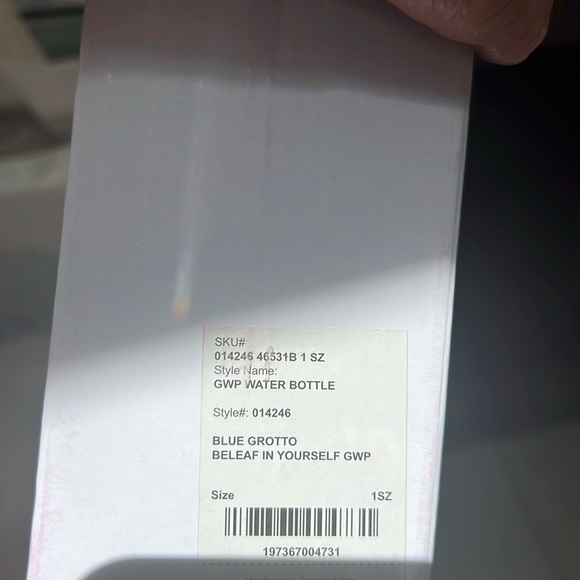 SKU#
014246 46531B 1 SZ
Style Name:
GWP WATER BOTTLE
Style#: 014246
BLUE GROTTO
BELEAF IN YOURSELF GWP
Size 1SZ
197367004731